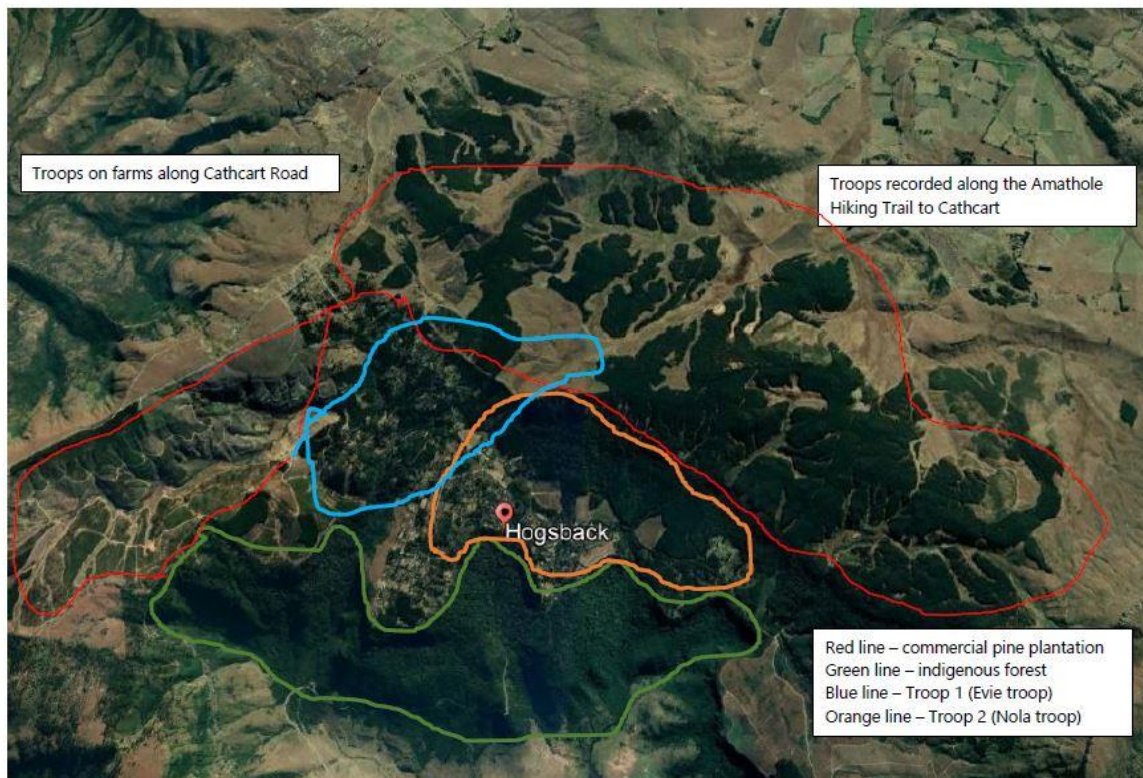 Troops on farms along Cathcart Road
Troops recorded along the Amathole
Hiking Trail to Cathcart
Hogsback
Red line – commercial pine plantation
Green line – indigenous forest
Blue line – Troop 1 (Evie troop)
Orange line – Troop 2 (Nola troop)